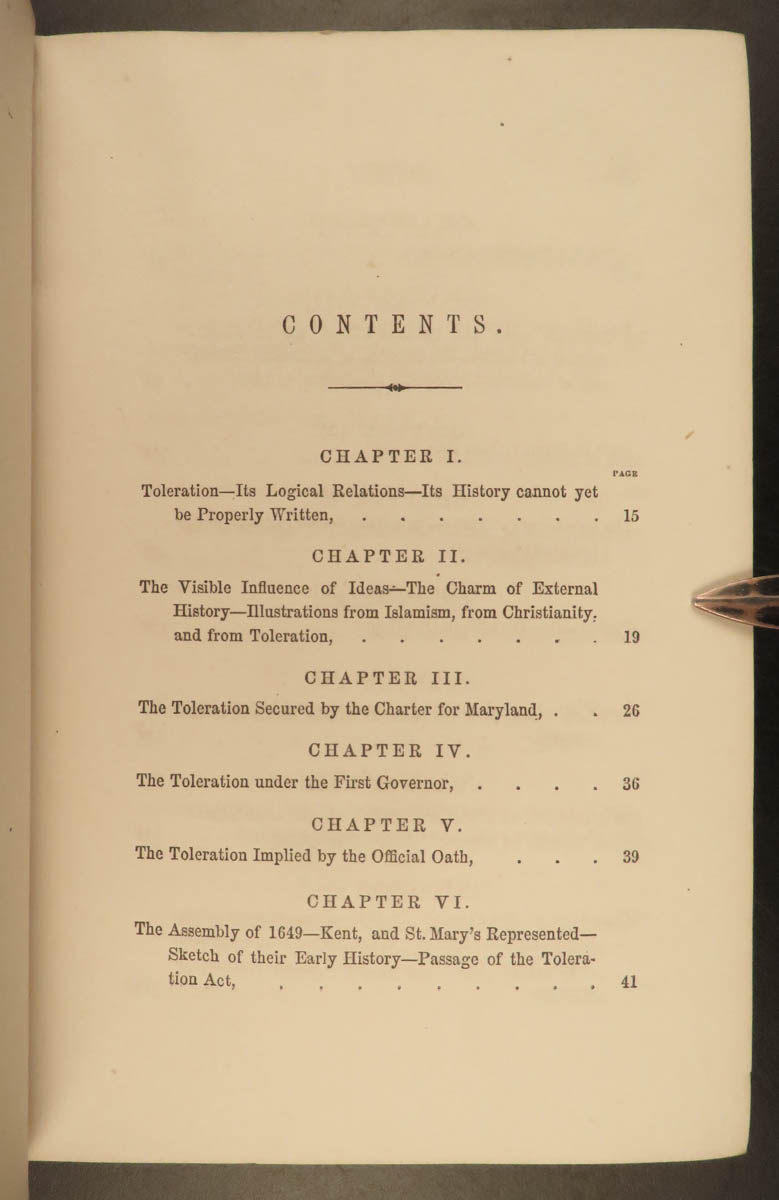 CONTENTS.
CHAPTER I.
PAGE
Toleration—Its Logical Relations—Its History cannot yet
be Properly Written, . . . . . . . 15
CHAPTER II.
The Visible Influence of Ideas—The Charm of External
History—Illustrations from Islamism, from Christianity,
and from Toleration, . . . . . . . 19
CHAPTER III.
The Toleration Secured by the Charter for Maryland, . . 26
CHAPTER IV.
The Toleration under the First Governor, . . . . 36
CHAPTER V.
The Toleration Implied by the Official Oath, . . . 39
CHAPTER VI.
The Assembly of 1649—Kent, and St. Mary's Represented—
Sketch of their Early History—Passage of the Tolera-
tion Act, . . . . . . . . . 41